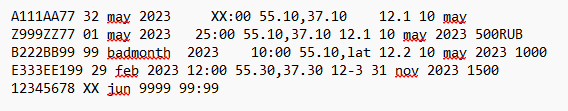 A111AA77 32 may 2023 XX:00 55.10,37.10 12.1 10 may
Z999ZZ77 01 may 2023 25:00 55.10,37.10 12.1 10 may 2023 500RUB
B222BB99 99 badmonth 2023 10:00 55.10,lat 12.2 10 may 2023 1000
E333EE199 29 feb 2023 12:00 55.30,37.30 12-3 31 nov 2023 1500
12345678 XX jun 9999 99:99